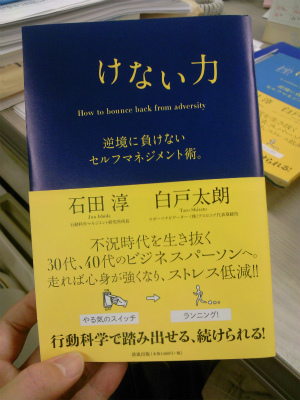 けない力
How to bounce back from adversity
逆境に負けない
セルフマネジメント術。
石田 淳 白戸太朗
Jun Ishida Taro Shirato
不況時代を生き抜く
30代、40代のビジネスパーソンへ。
走れば心身が強くなり、ストレス低減!!
やる気のスイッチ ランニング!
行動科学で踏み出せる、続けられる!